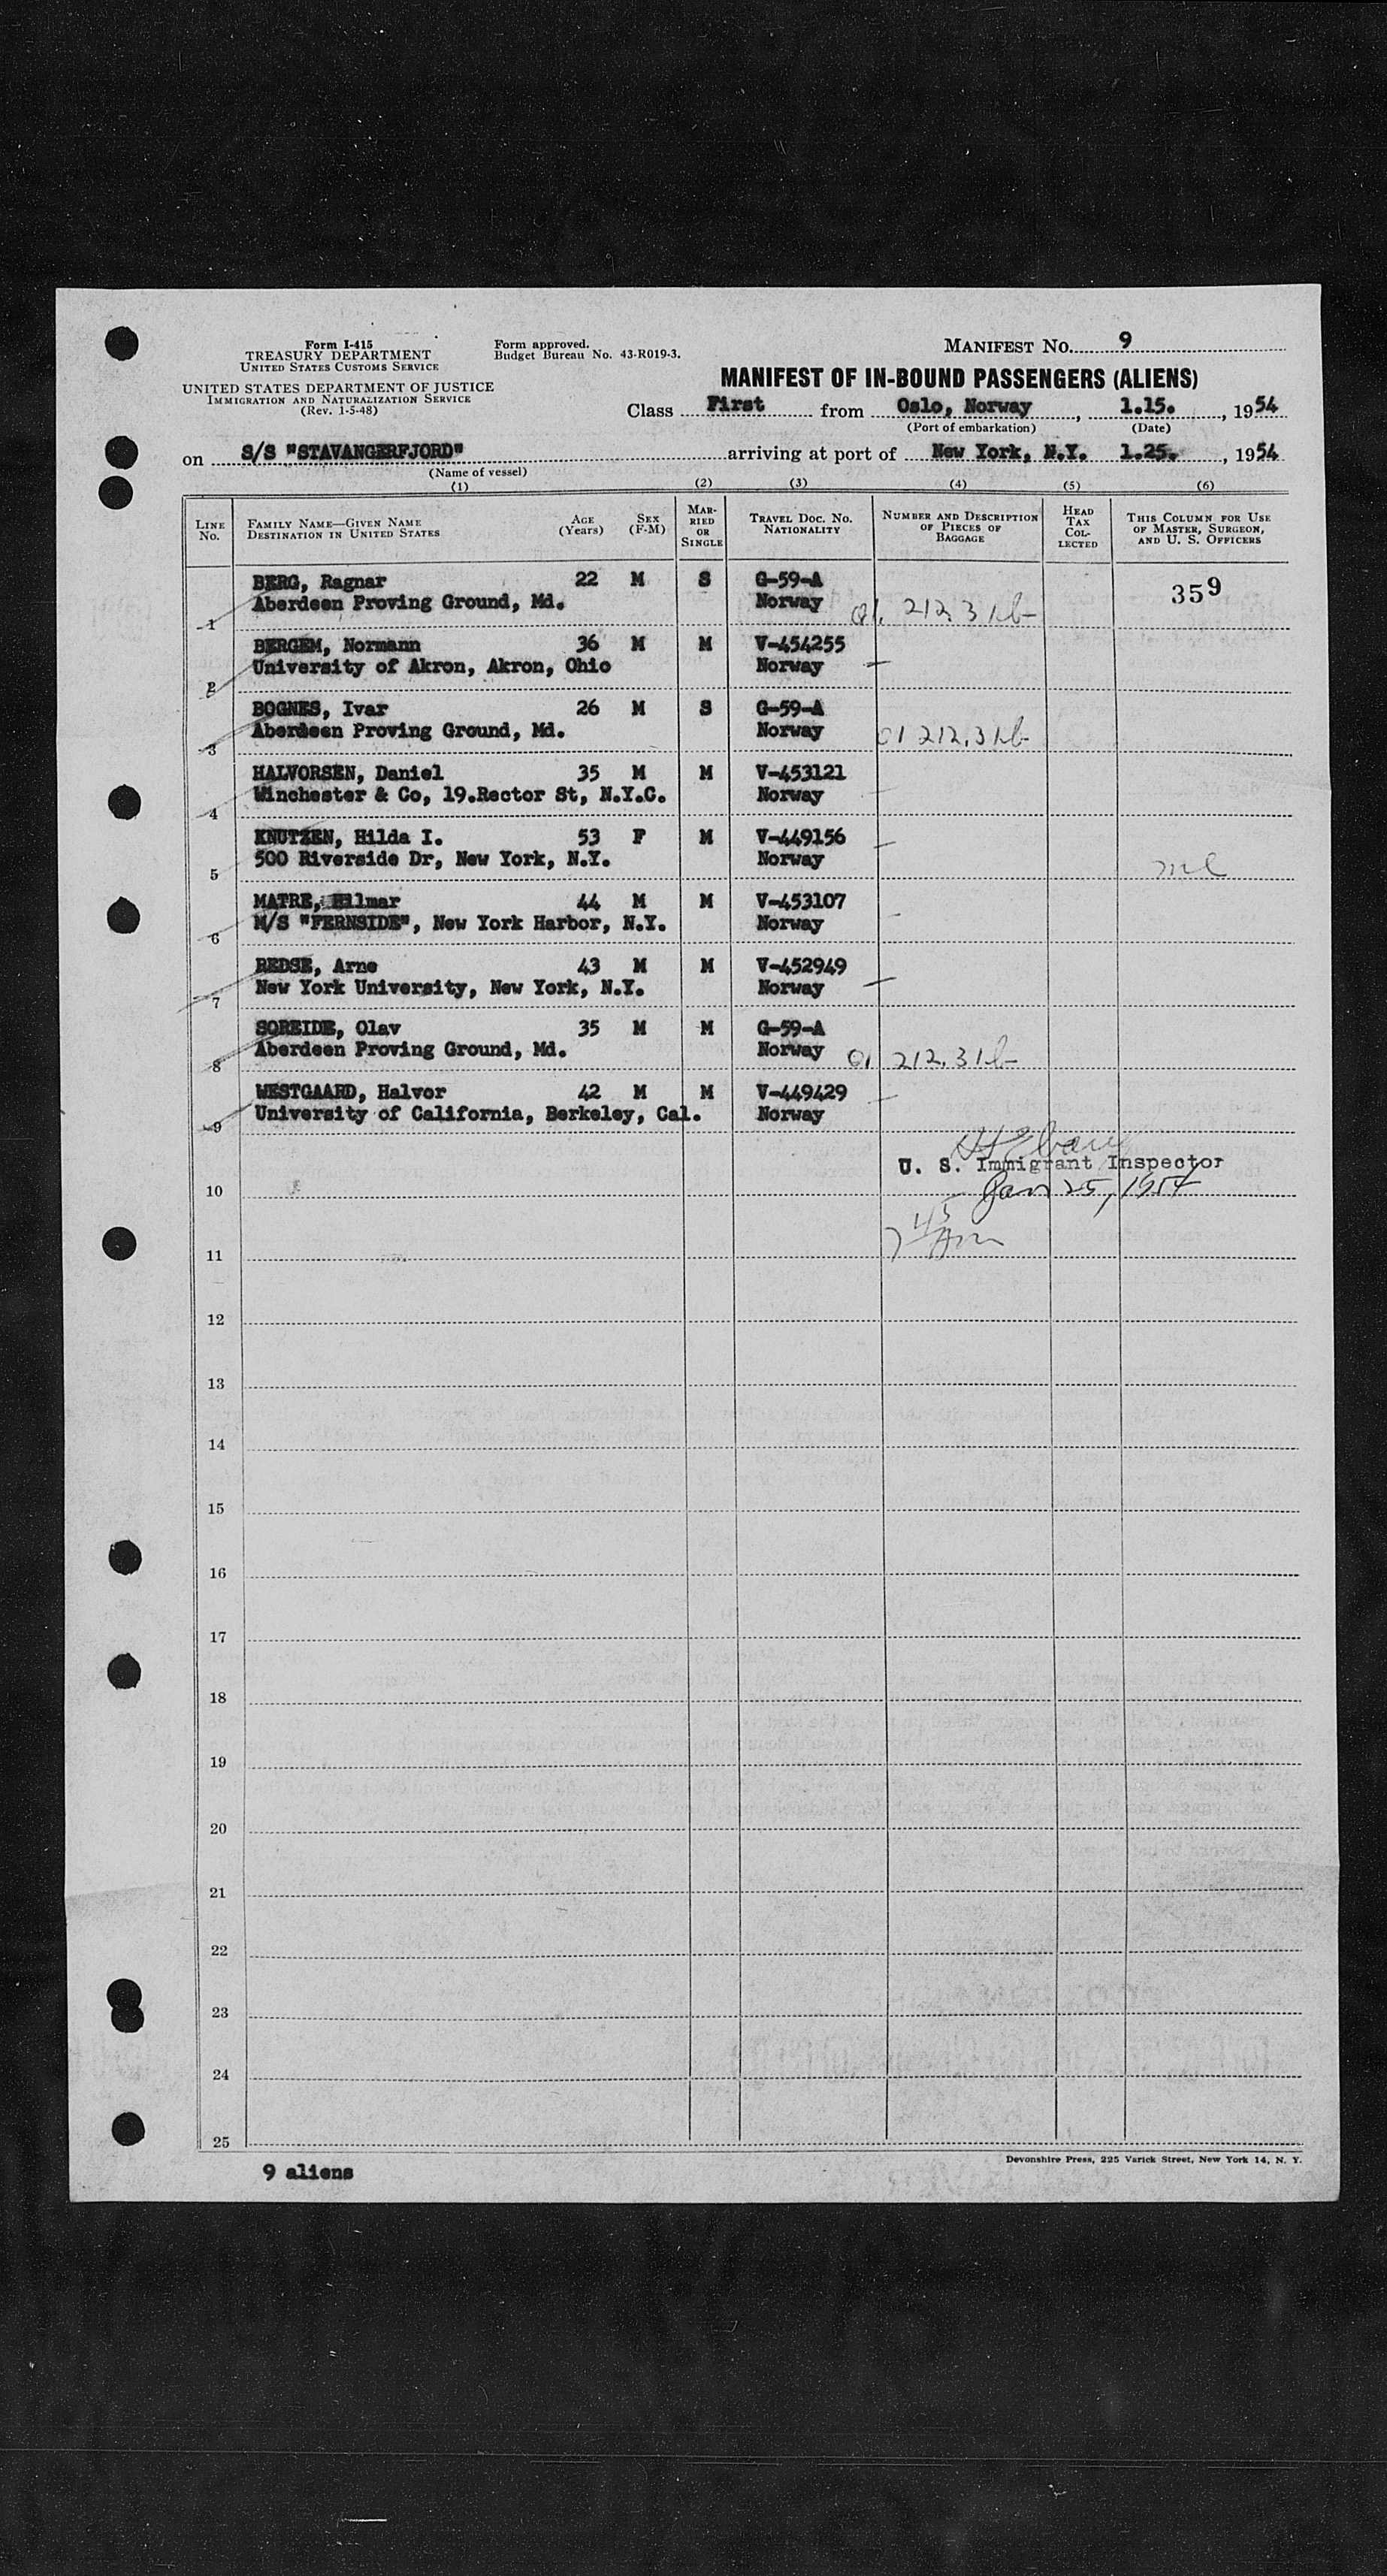 Form I-415
TREASURY DEPARTMENT
UNITED STATES CUSTOMS SERVICE
UNITED STATES DEPARTMENT OF JUSTICE
IMMIGRATION AND NATURALIZATION SERVICE
(Rev. 1-5-48)
Form approved.
Budget Bureau No. 43-R019-3.
MANIFEST NO. 9
MANIFEST OF IN-BOUND PASSENGERS (ALIENS)
Class First from Oslo, Norway, 1.15., 1954
(Port of embarkation) (Date)
on S/S "STAVANGERFJORD" arriving at port of New York, N.Y. 1.25., 1954
(Name of vessel)
(1) (2) (3) (4) (5) (6)
LINE No. FAMILY NAME—GIVEN NAME DESTINATION IN UNITED STATES AGE (Years) SEX (F-M) MARRIED OR SINGLE TRAVEL DOC. NO. NATIONALITY NUMBER AND DESCRIPTION OF PIECES OF BAGGAGE HEAD TAX COLLECTED THIS COLUMN FOR USE OF MASTER, SURGEON, AND U. S. OFFICERS
BERG, Ragnar 22 M S G-59-A 359
1 Aberdeen Proving Ground, Md. Norway 01. 212.3
BERGEM, Normann 36 M M V-454255
2 University of Akron, Akron, Ohio Norway —
BOGNES, Ivar 26 M S G-59-A
3 Aberdeen Proving Ground, Md. Norway 01 212.3
HALVORSEN, Daniel 35 M M V-453121
4 Winchester & Co, 19.Rector St, N.Y.C. Norway
KNUTZEN, Hilda I. 53 F M V-449156
5 500 Riverside Dr, New York, N.Y. Norway
MATRE, Hilmar 44 M M V-453107
6 M/S "FERNSIDE", New York Harbor, N.Y. Norway
REDSE, Arne 43 M M V-452949
7 New York University, New York, N.Y. Norway —
SOREIDE, Olav 35 M M G-59-A
8 Aberdeen Proving Ground, Md. Norway 01 212.3
WESTGAARD, Halvor 42 M M V-449429
9 University of California, Berkeley, Cal. Norway
U. S. Immigrant Inspector
10 Jan 25, 1954
11 7 45 Am
12
13
14
15
16
17
18
19
20
21
22
23
24
25
9 aliens
Devonshire Press, 225 Varick Street, New York 14, N. Y.